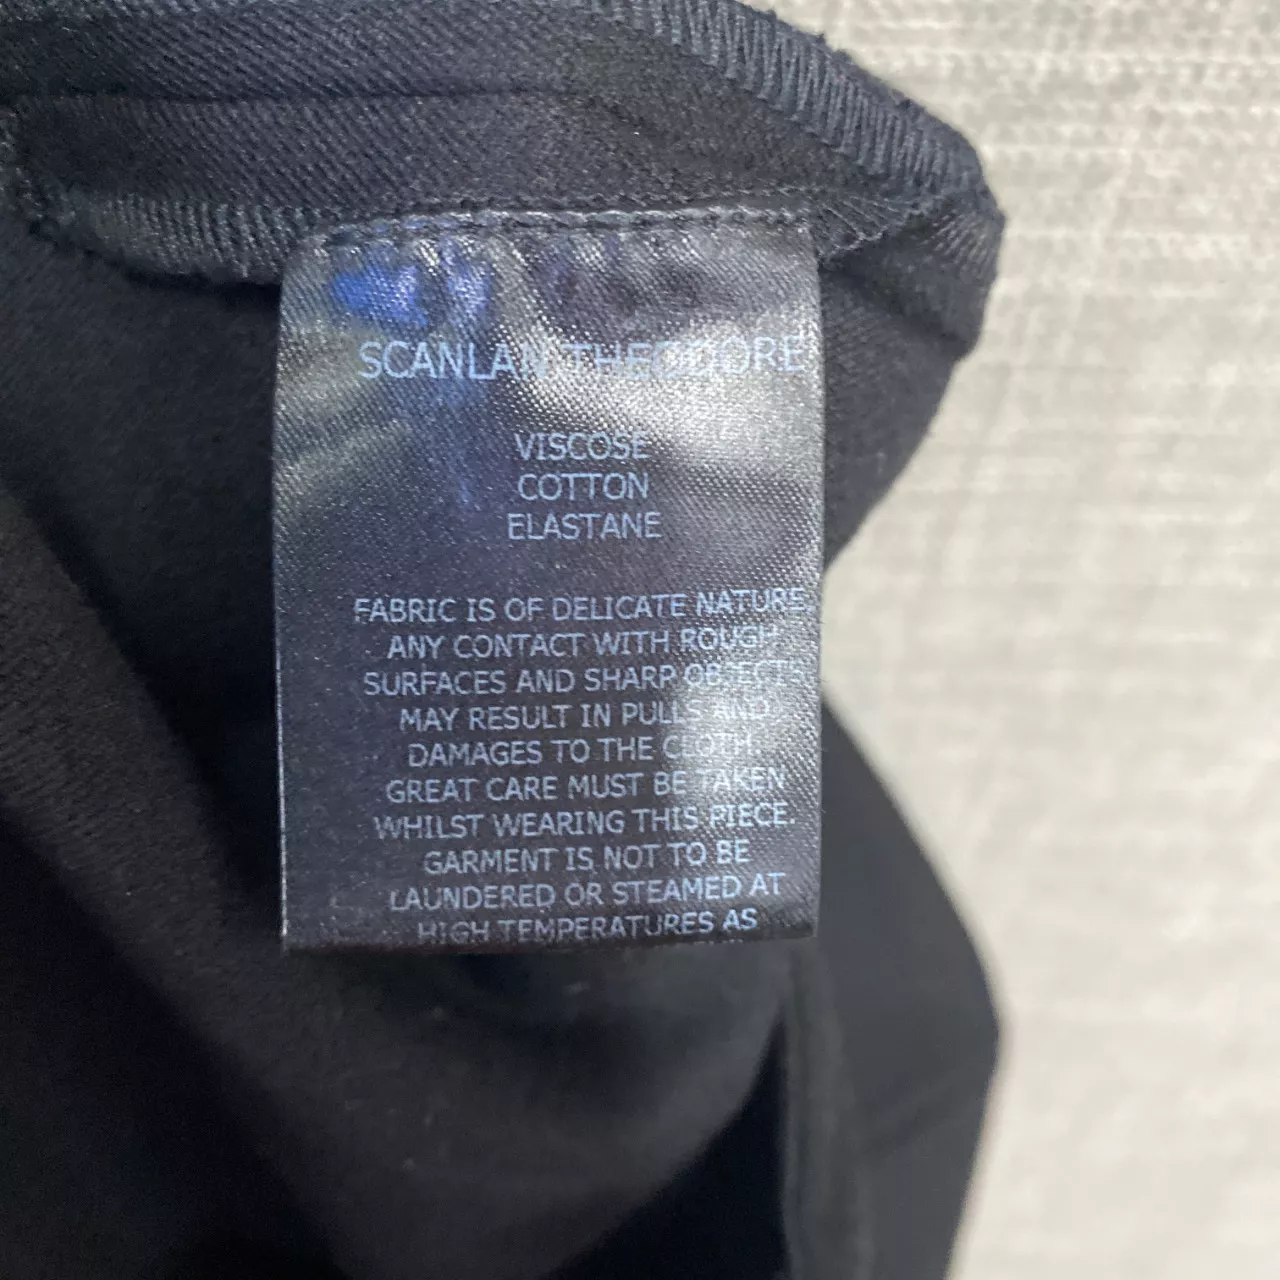 SCANLAN THEODORE
VISCOSE
COTTON
ELASTANE
FABRIC IS OF DELICATE NATURE.
ANY CONTACT WITH ROUGH
SURFACES AND SHARP OBJECTS
MAY RESULT IN PULLS AND
DAMAGES TO THE CLOTH.
GREAT CARE MUST BE TAKEN
WHILST WEARING THIS PIECE.
GARMENT IS NOT TO BE
LAUNDERED OR STEAMED AT
HIGH TEMPERATURES AS